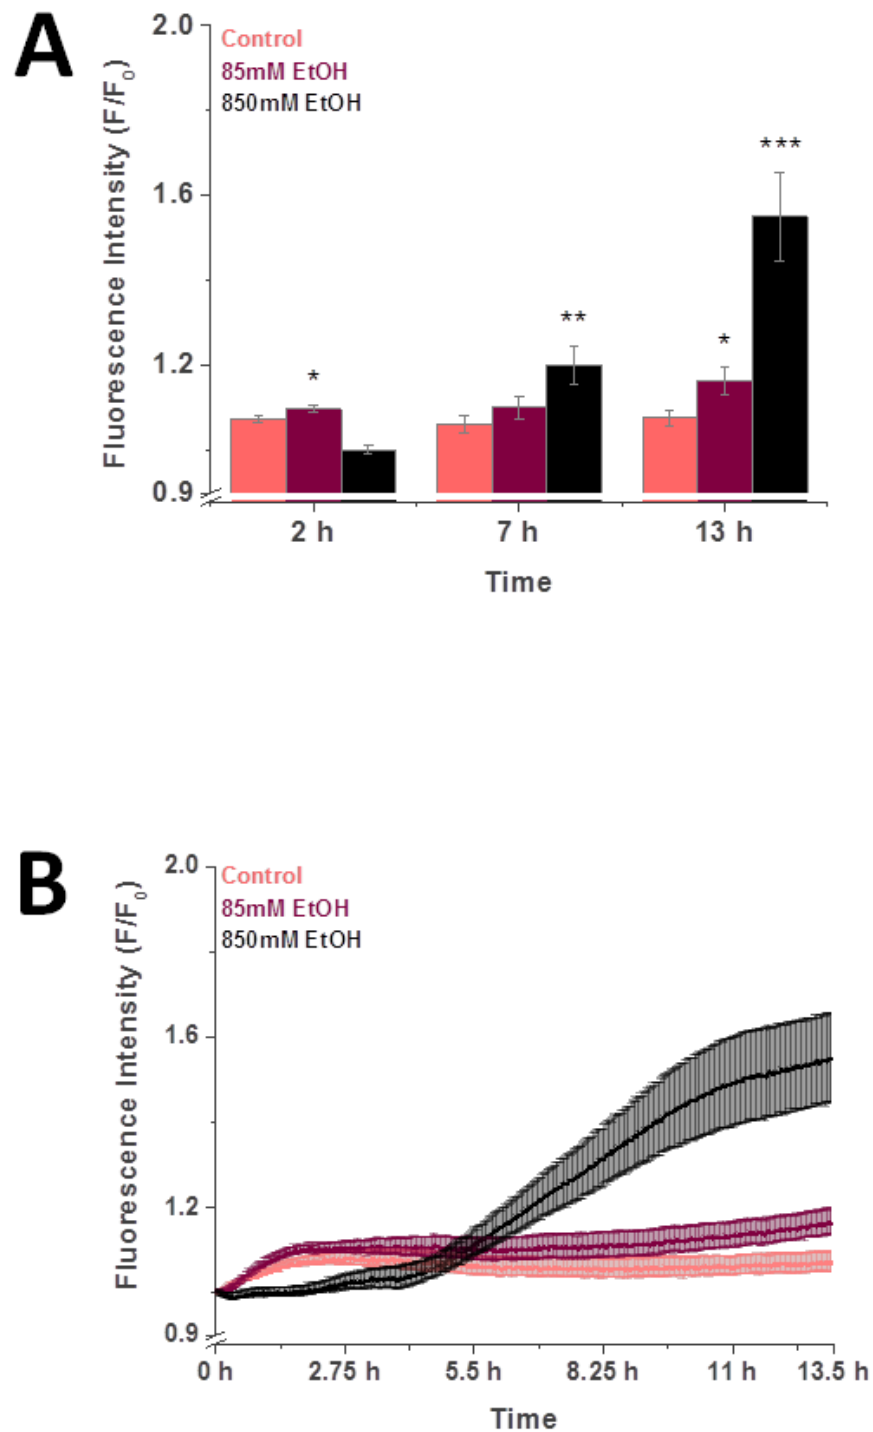 A
Fluorescence Intensity (F/F0)
2.0
1.6
1.2
0.9
Control
85mM EtOH
850mM EtOH
*
**
*
***
2 h 7 h 13 h
Time
B
Fluorescence Intensity (F/F0)
2.0
1.6
1.2
0.9
Control
85mM EtOH
850mM EtOH
0 h 2.75 h 5.5 h 8.25 h 11 h 13.5 h
Time